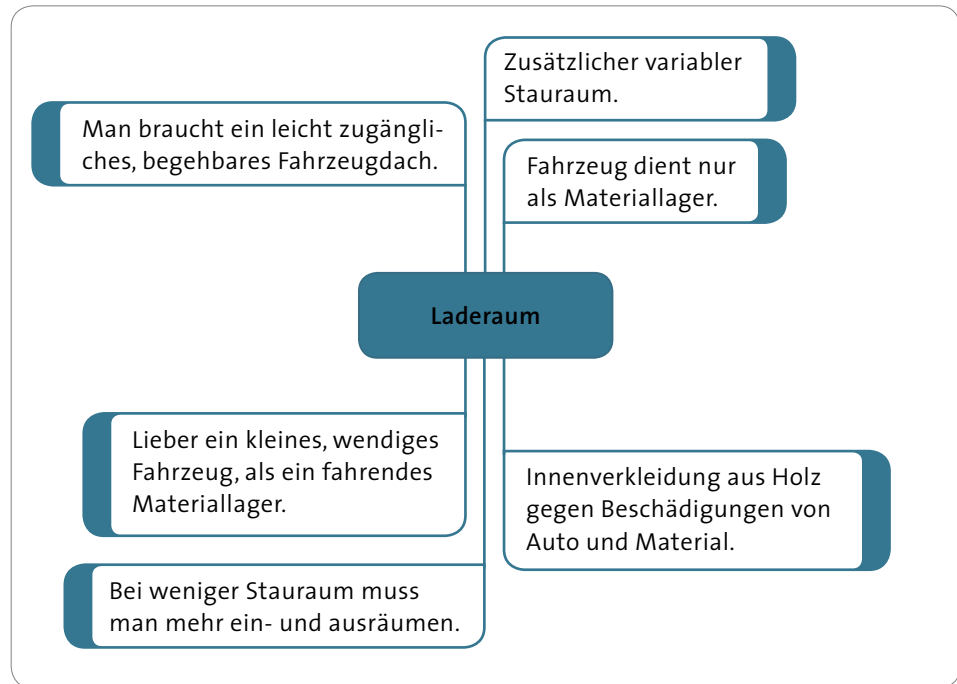 Zusätzlicher variabler
Stauraum.
Man braucht ein leicht zugängli-
ches, begehbares Fahrzeugdach.
Fahrzeug dient nur
als Materiallager.
Laderaum
Lieber ein kleines, wendiges
Fahrzeug, als ein fahrendes
Materiallager.
Innenverkleidung aus Holz
gegen Beschädigungen von
Auto und Material.
Bei weniger Stauraum muss
man mehr ein- und ausräumen.